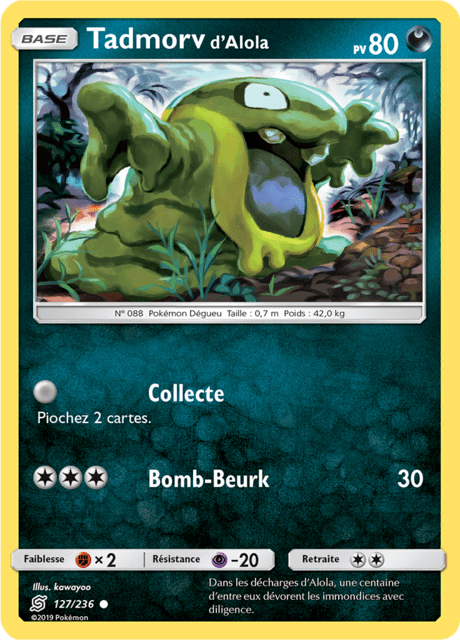 BASE Tadmorv d'Alola PV 80
N° 088 Pokémon Dégueu Taille : 0,7 m Poids : 42,0 kg
Collecte
Piochez 2 cartes.
Bomb-Beurk 30
Faiblesse ×2 Résistance -20 Retraite
Illus. kawayoo
127/236
©2019 Pokémon
Dans les décharges d'Alola, une centaine
d'entre eux dévorent les immondices avec
diligence.